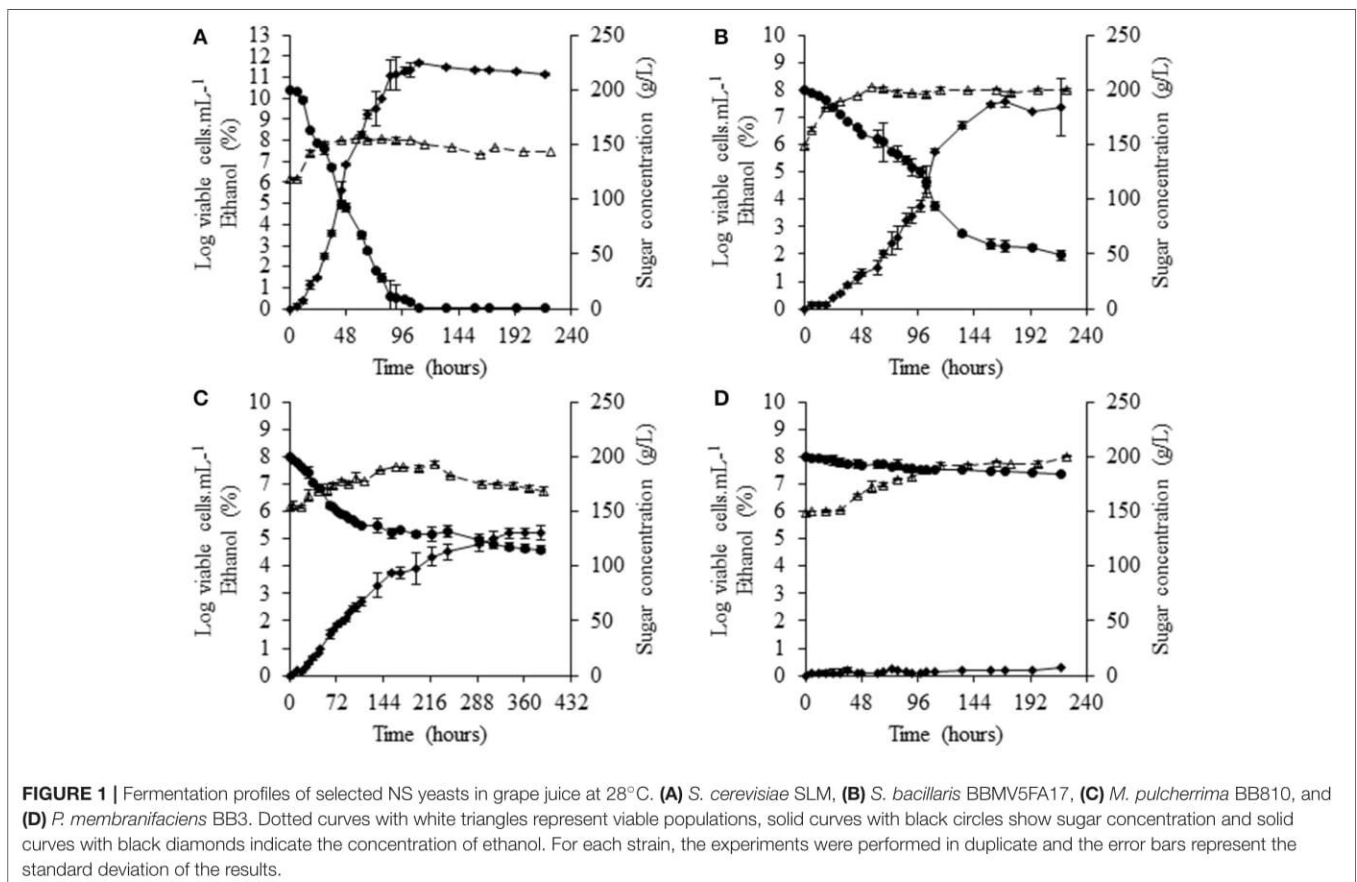 A
13
12
11
10
9
8
7
6
5
4
3
2
1
0
250
200
150
100
50
0
0 48 96 144 192 240
Log viable cells.mL-1
Ethanol (%)
Sugar concentration (g/L)
Time (hours)
B
10
9
8
7
6
5
4
3
2
1
0
250
200
150
100
50
0
0 48 96 144 192 240
Log viable cells.mL-1
Ethanol (%)
Sugar concentration (g/L)
Time (hours)
C
10
9
8
7
6
5
4
3
2
1
0
250
200
150
100
50
0
0 72 144 216 288 360 432
Log viable cells.mL-1
Ethanol (%)
Sugar concentration (g/L)
Time (hours)
D
10
9
8
7
6
5
4
3
2
1
0
250
200
150
100
50
0
0 48 96 144 192 240
Log viable cells.mL-1
Ethanol (%)
Sugar concentration (g/L)
Time (hours)
FIGURE 1 | Fermentation profiles of selected NS yeasts in grape juice at 28°C. (A) S. cerevisiae SLM, (B) S. bacillaris BBMV5FA17, (C) M. pulcherrima BB810, and
(D) P. membranifaciens BB3. Dotted curves with white triangles represent viable populations, solid curves with black circles show sugar concentration and solid
curves with black diamonds indicate the concentration of ethanol. For each strain, the experiments were performed in duplicate and the error bars represent the
standard deviation of the results.